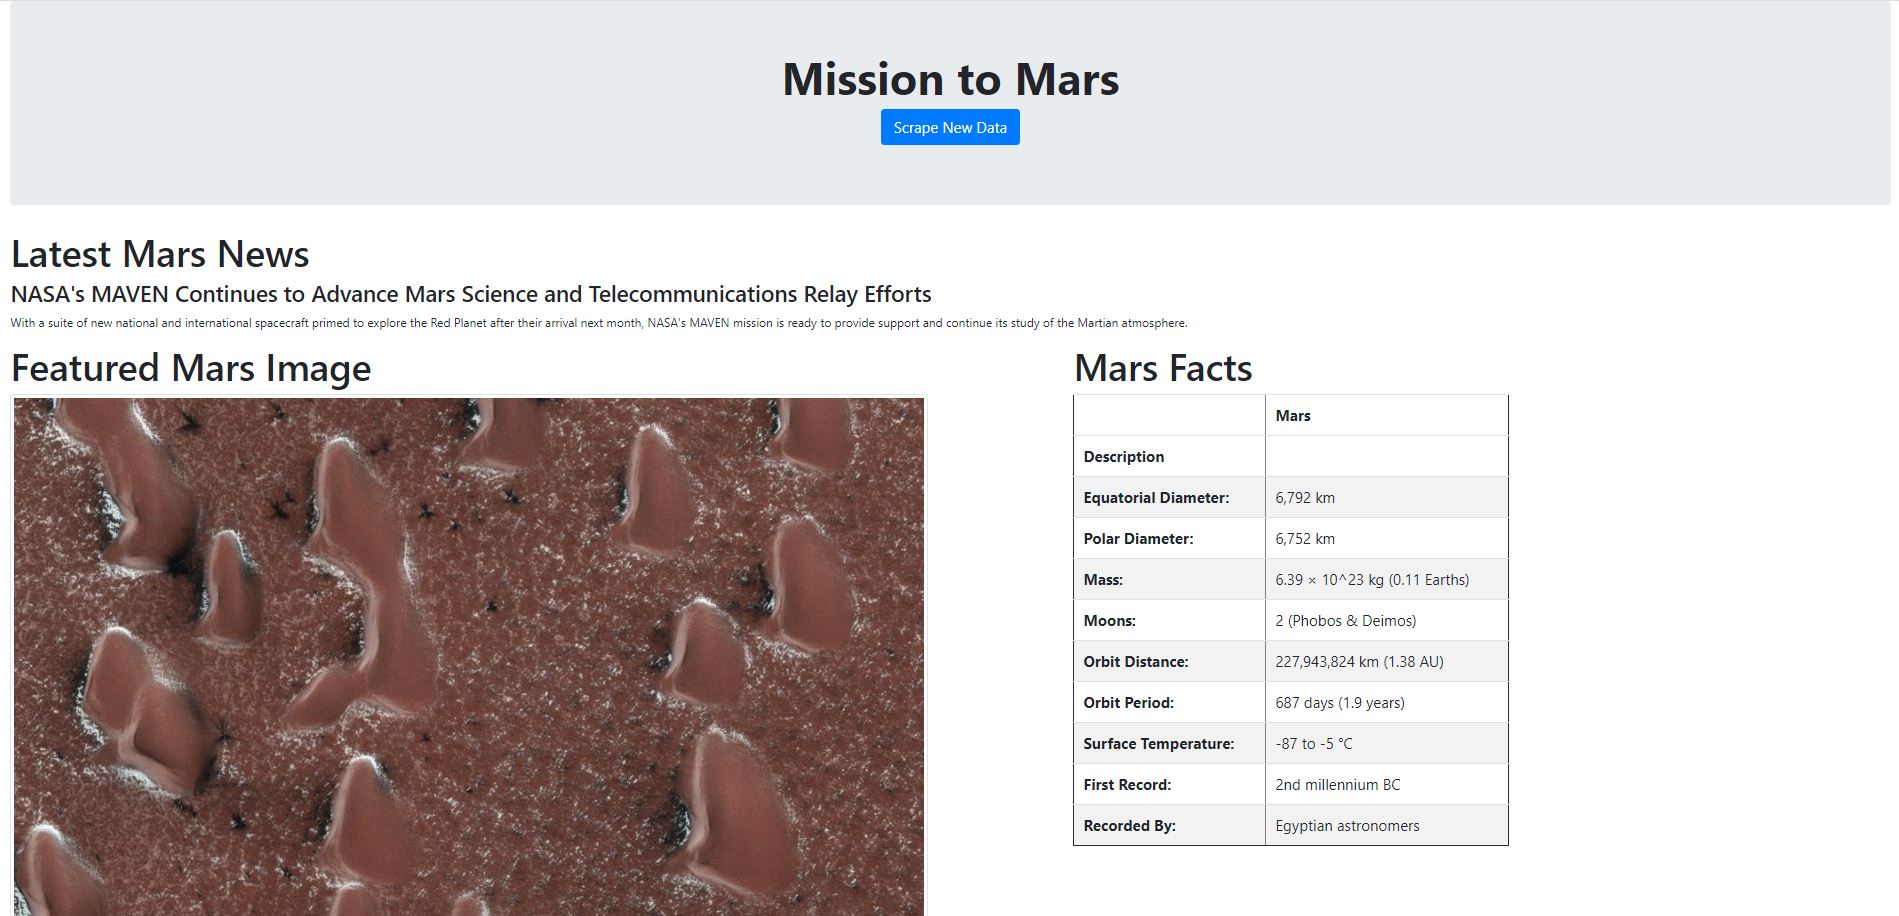 Mission to Mars
Scrape New Data
Latest Mars News
NASA's MAVEN Continues to Advance Mars Science and Telecommunications Relay Efforts
With a suite of new national and international spacecraft primed to explore the Red Planet after their arrival next month, NASA's MAVEN mission is ready to provide support and continue its study of the Martian atmosphere.
Featured Mars Image
Mars Facts
Mars
Description
Equatorial Diameter: 6,792 km
Polar Diameter: 6,752 km
Mass: 6.39 × 10^23 kg (0.11 Earths)
Moons: 2 (Phobos & Deimos)
Orbit Distance: 227,943,824 km (1.38 AU)
Orbit Period: 687 days (1.9 years)
Surface Temperature: -87 to -5 °C
First Record: 2nd millennium BC
Recorded By: Egyptian astronomers